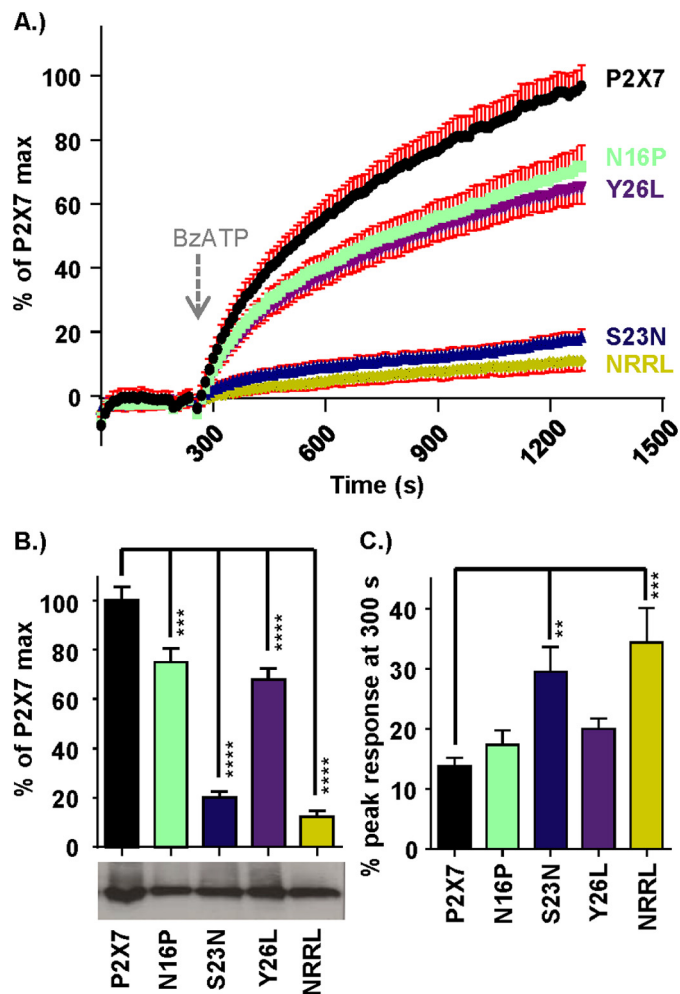 A.)
% of P2X7 max
100
80
60
40
20
0
BzATP
P2X7
N16P
Y26L
S23N
NRRL
300
600
900
1200
1500
Time (s)
B.)
% of P2X7 max
100
80
60
40
20
0
***
****
****
****
P2X7
N16P
S23N
Y26L
NRRL
C.)
% peak response at 300 s
40
30
20
10
0
**
***
P2X7
N16P
S23N
Y26L
NRRL